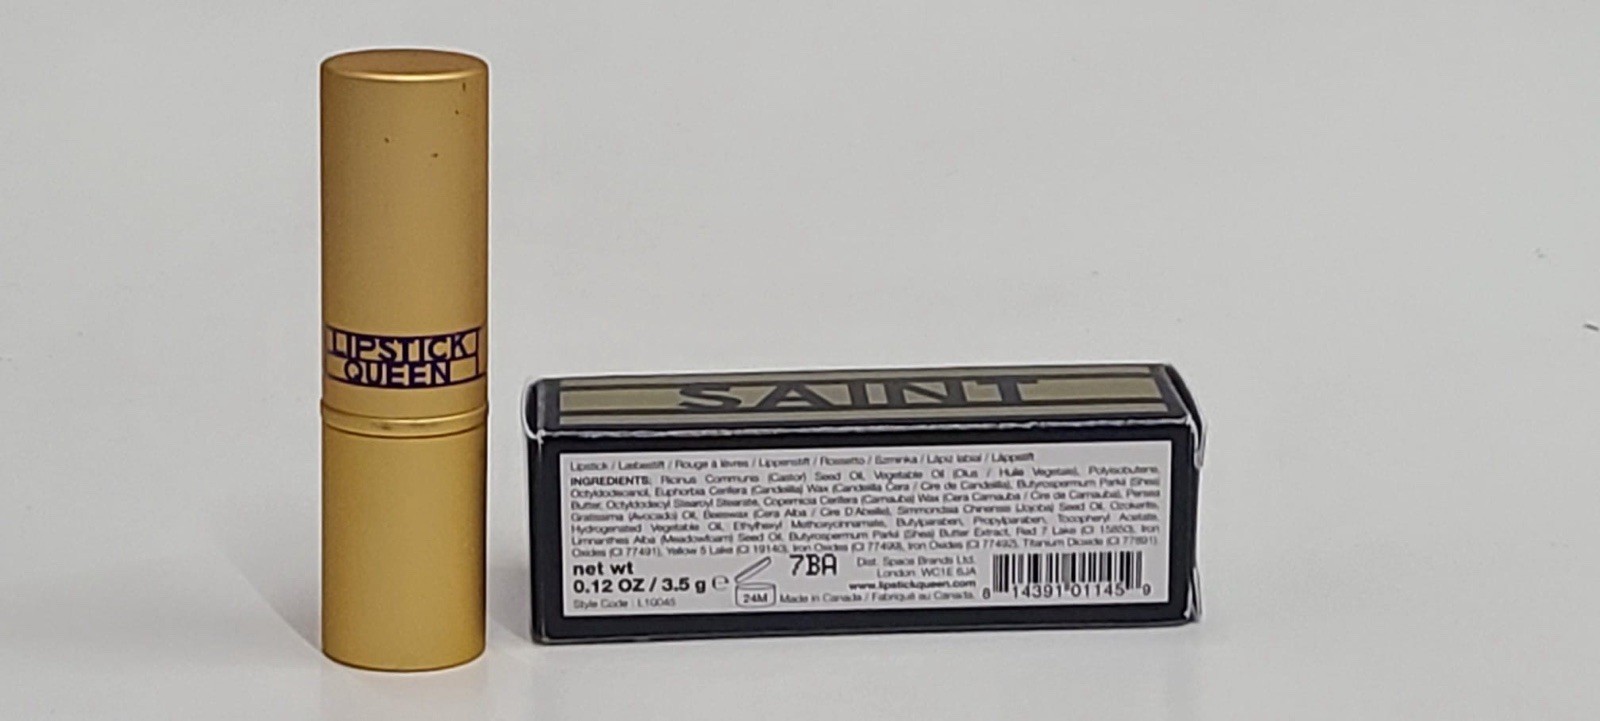 LIPSTICK
QUEEN
SAINT
Lipstick / Læbestift / Rouge à lèvres / Lippenstift / Rossetto / Szminka / Lápiz labial / Läppstift
INGREDIENTS: Ricinus Communis (Castor) Seed Oil, Vegetable Oil (Olus / Huile Vegetale), Polyisobutene,
Octyldodecanol, Euphorbia Cerifera (Candelilla) Wax (Candelilla Cera / Cire de Candelilla), Butyrospermum Parkii (Shea)
Butter, Octyldodecyl Stearoyl Stearate, Copernicia Cerifera (Carnauba) Wax (Cera Carnauba / Cire de Carnauba), Persea
Gratissima (Avocado) Oil, Beeswax (Cera Alba / Cire D'Abeille), Simmondsia Chinensis (Jojoba) Seed Oil, Ozokerite,
Hydrogenated Vegetable Oil, Ethylhexyl Methoxycinnamate, Butylparaben, Propylparaben, Tocopheryl Acetate,
Limnanthes Alba (Meadowfoam) Seed Oil, Butyrospermum Parkii (Shea) Butter Extract, Red 7 Lake (CI 15850), Iron
Oxides (CI 77491), Yellow 5 Lake (CI 19140), Iron Oxides (CI 77499), Iron Oxides (CI 77492), Titanium Dioxide (CI 77891)
net wt
0.12 OZ / 3.5 g ℮
Style Code : L10045
24M
7BA
Dist. Space Brands Ltd.
London. WC1E 6JA
www.lipstickqueen.com
Made in Canada / Fabriqué au Canada.
8 14391 01145 9